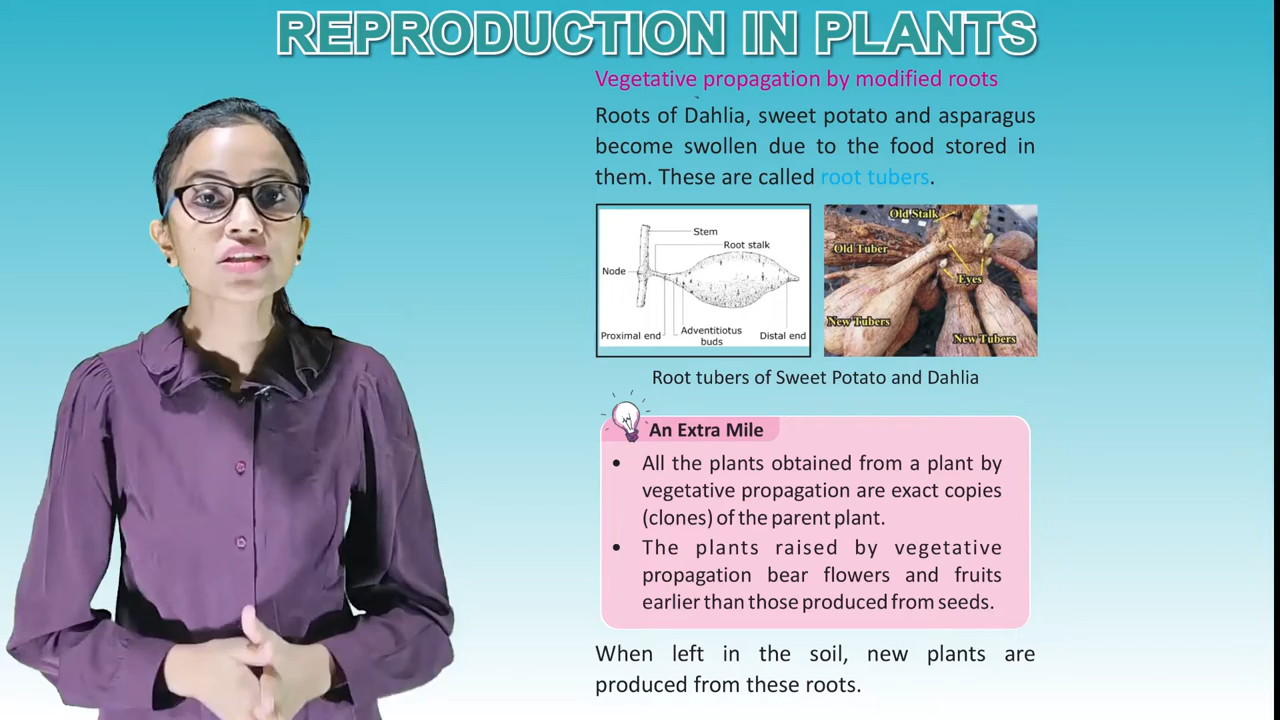 REPRODUCTION IN PLANTS
Vegetative propagation by modified roots
Roots of Dahlia, sweet potato and asparagus
become swollen due to the food stored in
them. These are called root tubers.
Stem
Root stalk
Node
Proximal end
Adventitiotus
buds
Distal end
Old Stalk
Old Tuber
Eyes
New Tubers
New Tubers
Root tubers of Sweet Potato and Dahlia
An Extra Mile
• All the plants obtained from a plant by
vegetative propagation are exact copies
(clones) of the parent plant.
• The plants raised by vegetative
propagation bear flowers and fruits
earlier than those produced from seeds.
When left in the soil, new plants are
produced from these roots.